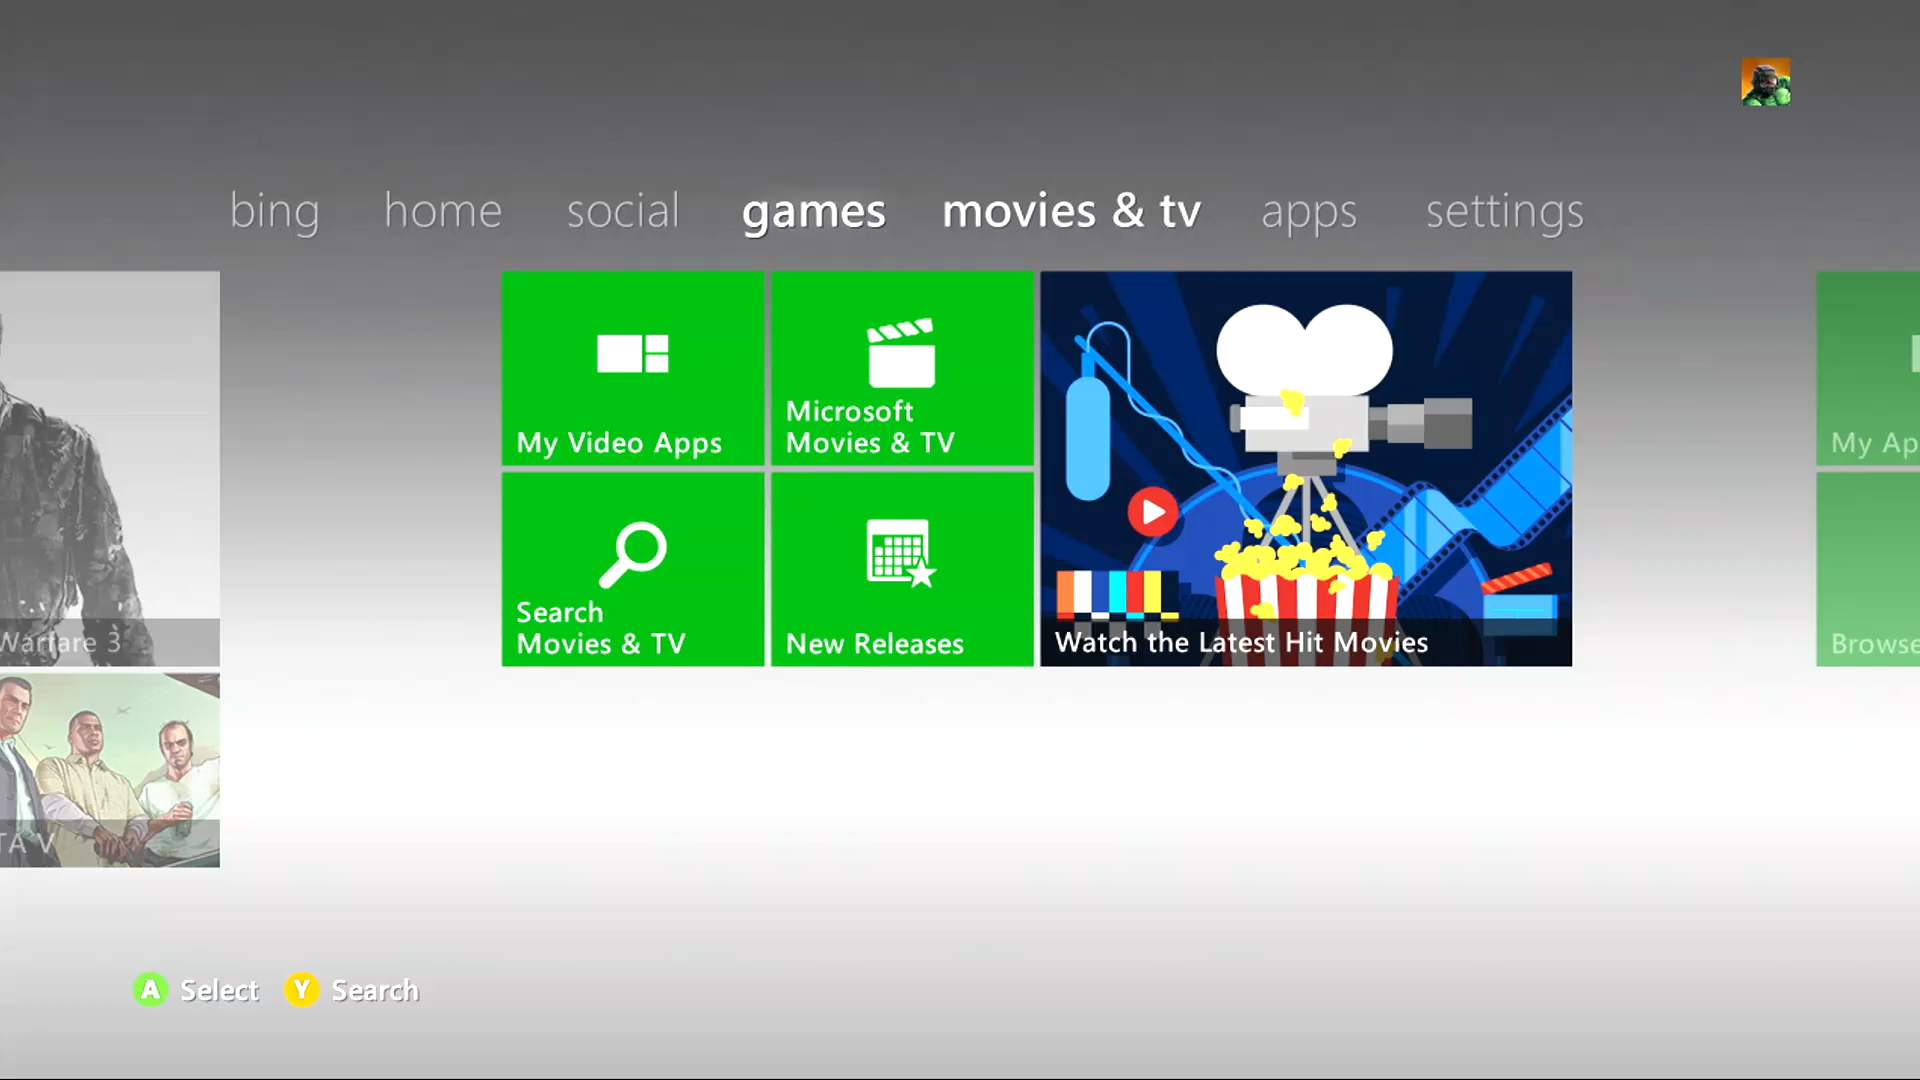 bing home social games movies & tv apps settings
My Video Apps
Microsoft
Movies & TV
Search
Movies & TV
New Releases
Watch the Latest Hit Movies
Warfare 3
TA V
My Ap
Browse
A Select Y Search